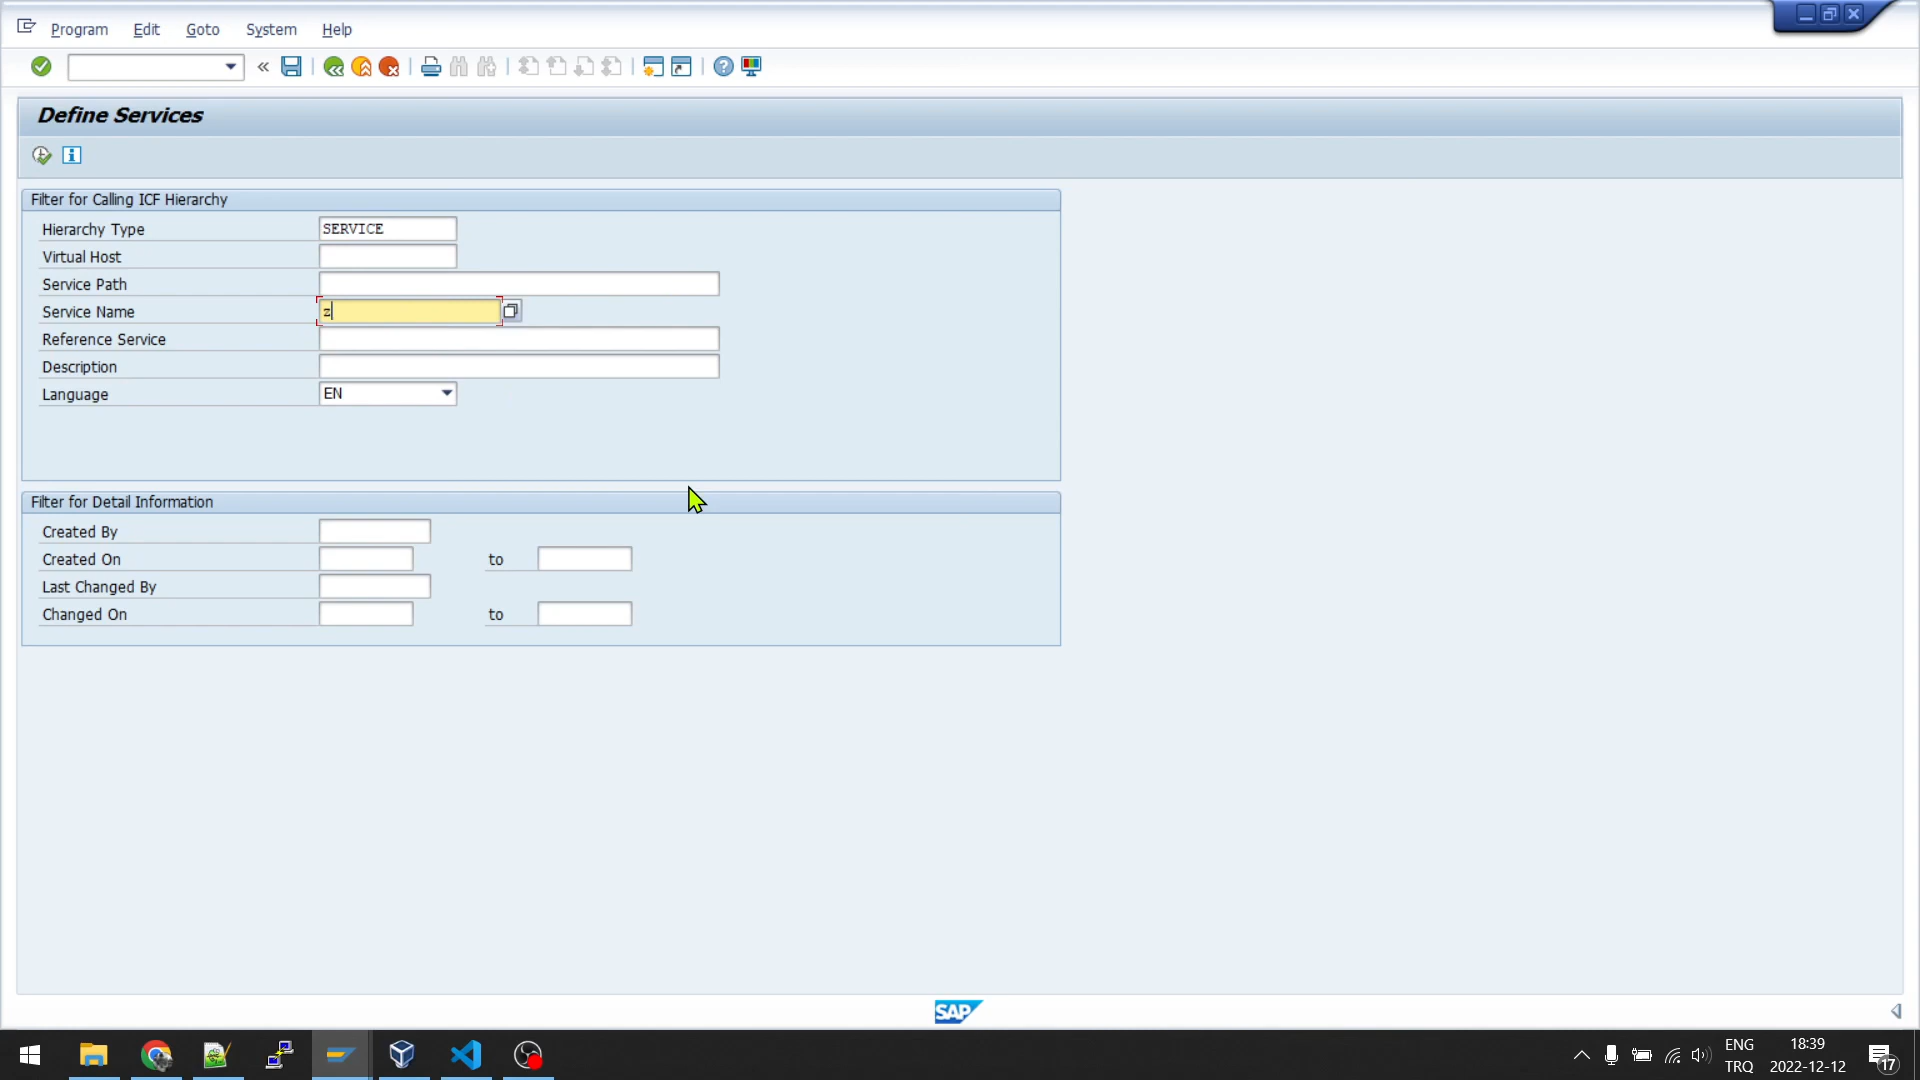 Program Edit Goto System Help
Define Services
Filter for Calling ICF Hierarchy
Hierarchy Type SERVICE
Virtual Host
Service Path
Service Name z
Reference Service
Description
Language EN
Filter for Detail Information
Created By
Created On to
Last Changed By
Changed On to
SAP
ENG 18:39
TRQ 2022-12-12 17